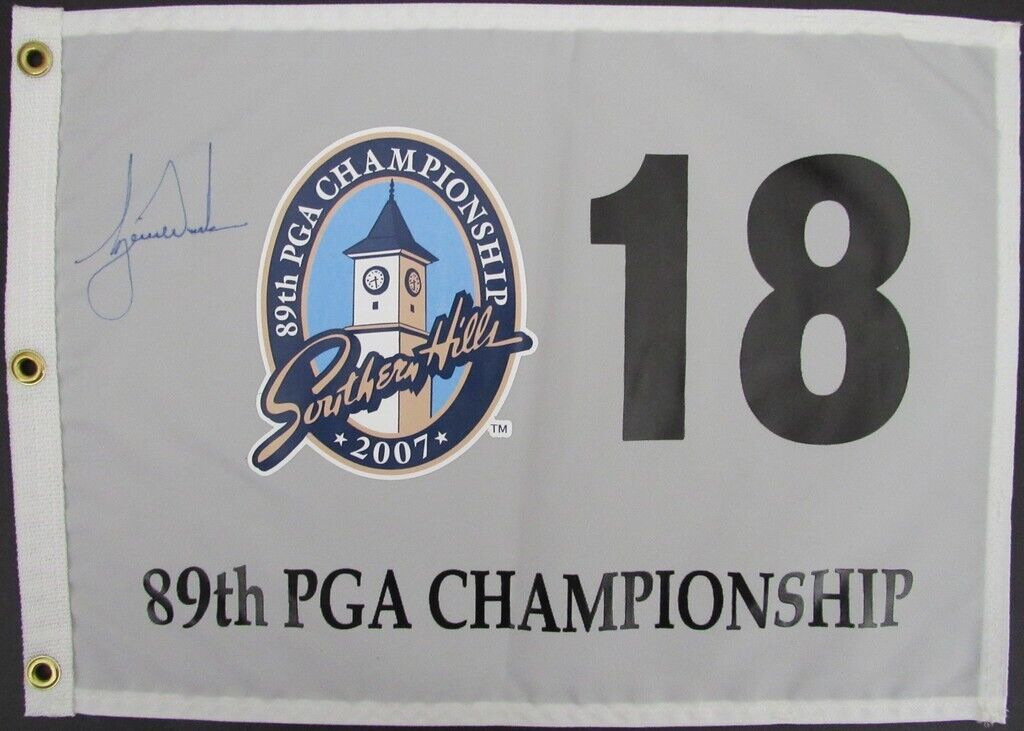 89th PGA CHAMPIONSHIP
Southern Hills
TM
★ 2007 ★
18
89th PGA CHAMPIONSHIP